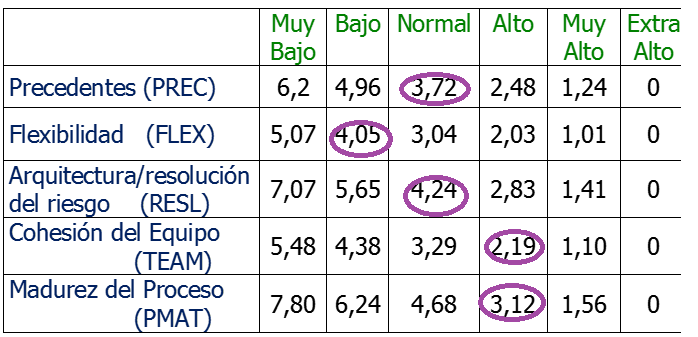 Muy Bajo Bajo Normal Alto Muy Alto Extra Alto
Precedentes (PREC) 6,2 4,96 3,72 2,48 1,24 0
Flexibilidad (FLEX) 5,07 4,05 3,04 2,03 1,01 0
Arquitectura/resolución
del riesgo (RESL) 7,07 5,65 4,24 2,83 1,41 0
Cohesión del Equipo
(TEAM) 5,48 4,38 3,29 2,19 1,10 0
Madurez del Proceso
(PMAT) 7,80 6,24 4,68 3,12 1,56 0